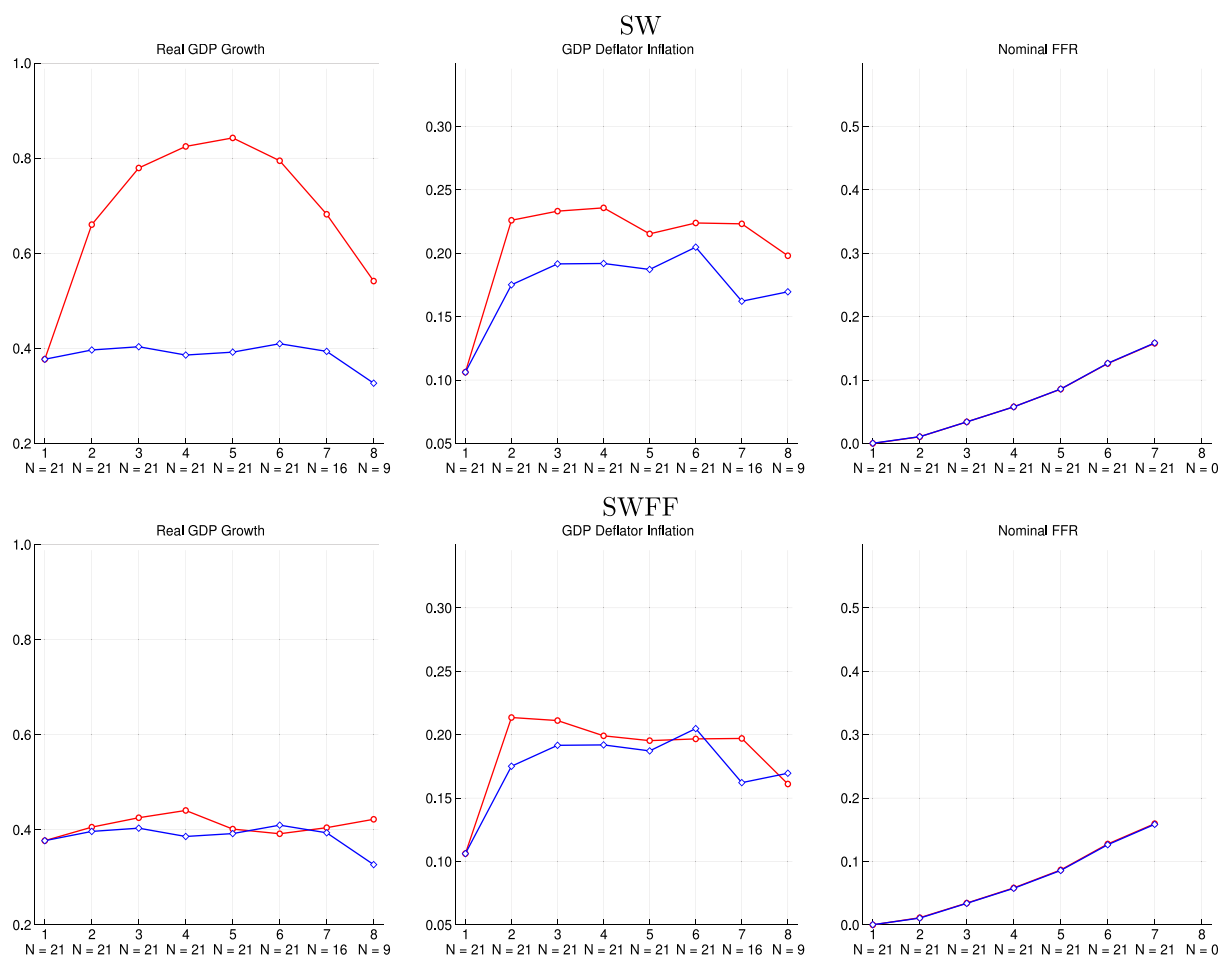 SW
Real GDP Growth
GDP Deflator Inflation
Nominal FFR
1.0
0.8
0.6
0.4
0.2
1 2 3 4 5 6 7 8
N = 21 N = 21 N = 21 N = 21 N = 21 N = 21 N = 16 N = 9
0.30
0.25
0.20
0.15
0.10
0.05
1 2 3 4 5 6 7 8
N = 21 N = 21 N = 21 N = 21 N = 21 N = 21 N = 16 N = 9
0.5
0.4
0.3
0.2
0.1
0.0
1 2 3 4 5 6 7 8
N = 21 N = 21 N = 21 N = 21 N = 21 N = 21 N = 21 N = 0
SWFF
Real GDP Growth
GDP Deflator Inflation
Nominal FFR
1.0
0.8
0.6
0.4
0.2
1 2 3 4 5 6 7 8
N = 21 N = 21 N = 21 N = 21 N = 21 N = 21 N = 16 N = 9
0.30
0.25
0.20
0.15
0.10
0.05
1 2 3 4 5 6 7 8
N = 21 N = 21 N = 21 N = 21 N = 21 N = 21 N = 16 N = 9
0.5
0.4
0.3
0.2
0.1
0.0
1 2 3 4 5 6 7 8
N = 21 N = 21 N = 21 N = 21 N = 21 N = 21 N = 21 N = 0